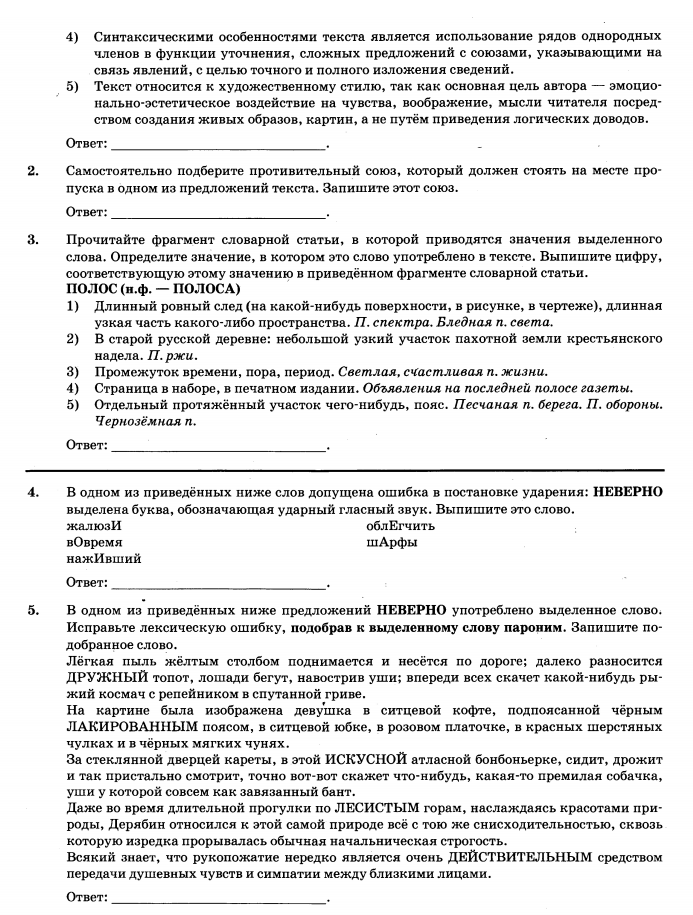 4) Синтаксическими особенностями текста является использование рядов однородных
членов в функции уточнения, сложных предложений с союзами, указывающими на
связь явлений, с целью точного и полного изложения сведений.
5) Текст относится к художественному стилю, так как основная цель автора — эмоцио-
нально-эстетическое воздействие на чувства, воображение, мысли читателя посред-
ством создания живых образов, картин, а не путём приведения логических доводов.
Ответ: ______________________________.
2. Самостоятельно подберите противительный союз, который должен стоять на месте про-
пуска в одном из предложений текста. Запишите этот союз.
Ответ: ______________________________.
3. Прочитайте фрагмент словарной статьи, в которой приводятся значения выделенного
слова. Определите значение, в котором это слово употреблено в тексте. Выпишите цифру,
соответствующую этому значению в приведённом фрагменте словарной статьи.
ПОЛОС (н.ф. — ПОЛОСА)
1) Длинный ровный след (на какой-нибудь поверхности, в рисунке, в чертеже), длинная
узкая часть какого-либо пространства. П. спектра. Бледная п. света.
2) В старой русской деревне: небольшой узкий участок пахотной земли крестьянского
надела. П. ржи.
3) Промежуток времени, пора, период. Светлая, счастливая п. жизни.
4) Страница в наборе, в печатном издании. Объявления на последней полосе газеты.
5) Отдельный протяжённый участок чего-нибудь, пояс. Песчаная п. берега. П. обороны.
Чернозёмная п.
Ответ: ______________________________.
4. В одном из приведённых ниже слов допущена ошибка в постановке ударения: НЕВЕРНО
выделена буква, обозначающая ударный гласный звук. Выпишите это слово.
жалюзИ облЕгчить
вОвремя шАрфы
нажИвший
Ответ: ______________________________.
5. В одном из приведённых ниже предложений НЕВЕРНО употреблено выделенное слово.
Исправьте лексическую ошибку, подобрав к выделенному слову пароним. Запишите по-
добранное слово.
Лёгкая пыль жёлтым столбом поднимается и несётся по дороге; далеко разносится
ДРУЖНЫЙ топот, лошади бегут, навострив уши; впереди всех скачет какой-нибудь ры-
жий космач с репейником в спутанной гриве.
На картине была изображена девушка в ситцевой кофте, подпоясанной чёрным
ЛАКИРОВАННЫМ поясом, в ситцевой юбке, в розовом платочке, в красных шерстяных
чулках и в чёрных мягких чунях.
За стеклянной дверцей кареты, в этой ИСКУСНОЙ атласной бонбоньерке, сидит, дрожит
и так пристально смотрит, точно вот-вот скажет что-нибудь, какая-то премилая собачка,
уши у которой совсем как завязанный бант.
Даже во время длительной прогулки по ЛЕСИСТЫМ горам, наслаждаясь красотами при-
роды, Дерябин относился к этой самой природе всё с тою же снисходительностью, сквозь
которую изредка прорывалась обычная начальническая строгость.
Всякий знает, что рукопожатие нередко является очень ДЕЙСТВИТЕЛЬНЫМ средством
передачи душевных чувств и симпатии между близкими лицами.
Ответ: ______________________________.